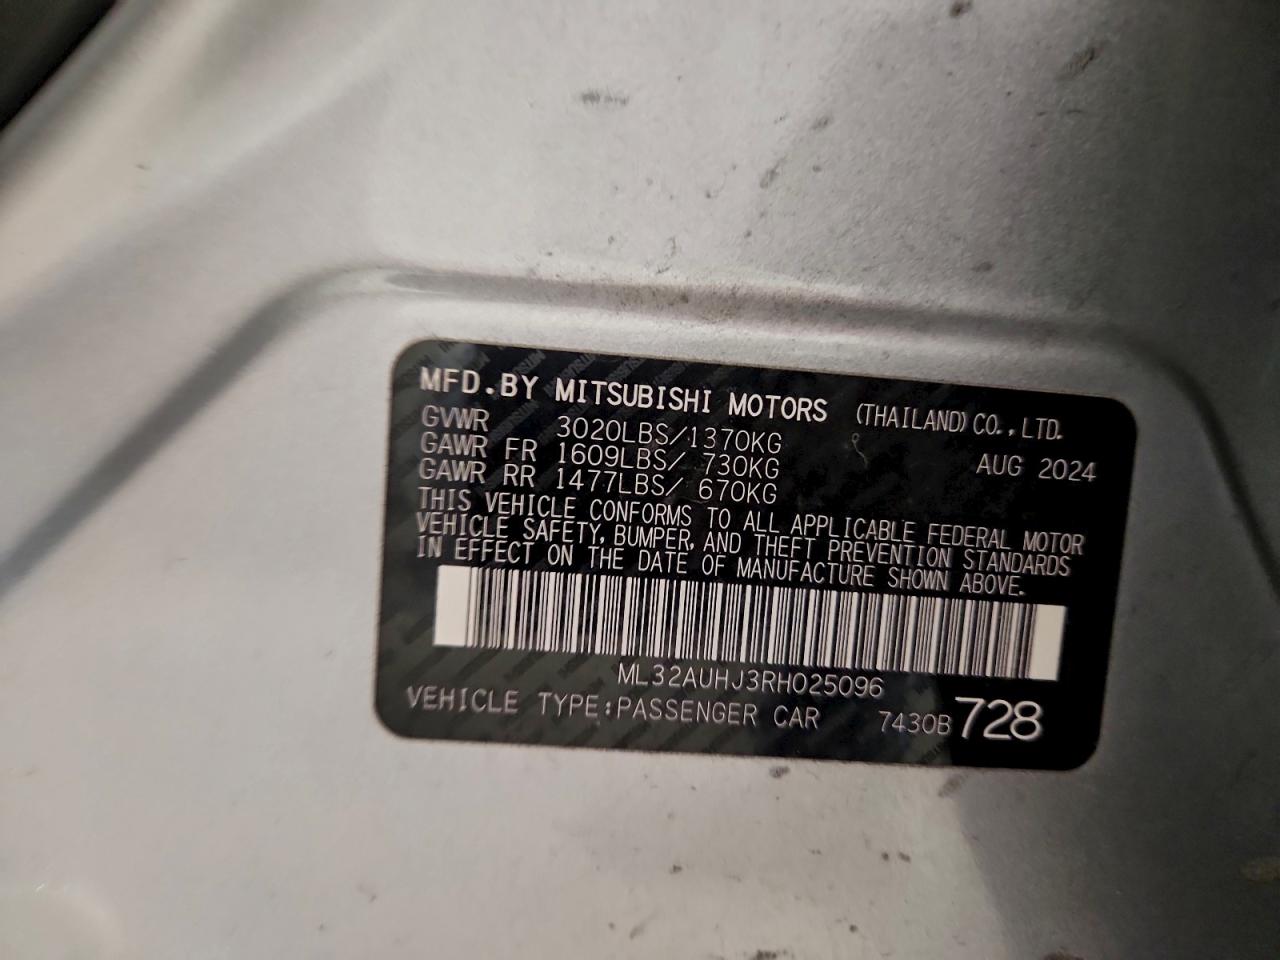 MFD.BY MITSUBISHI MOTORS (THAILAND) CO.,LTD.
GVWR 3020LBS/1370KG
GAWR FR 1609LBS/ 730KG AUG 2024
GAWR RR 1477LBS/ 670KG
THIS VEHICLE CONFORMS TO ALL APPLICABLE FEDERAL MOTOR
VEHICLE SAFETY, BUMPER, AND THEFT PREVENTION STANDARDS
IN EFFECT ON THE DATE OF MANUFACTURE SHOWN ABOVE.
ML32AUHJ3RH025096
VEHICLE TYPE:PASSENGER CAR 7430B 728